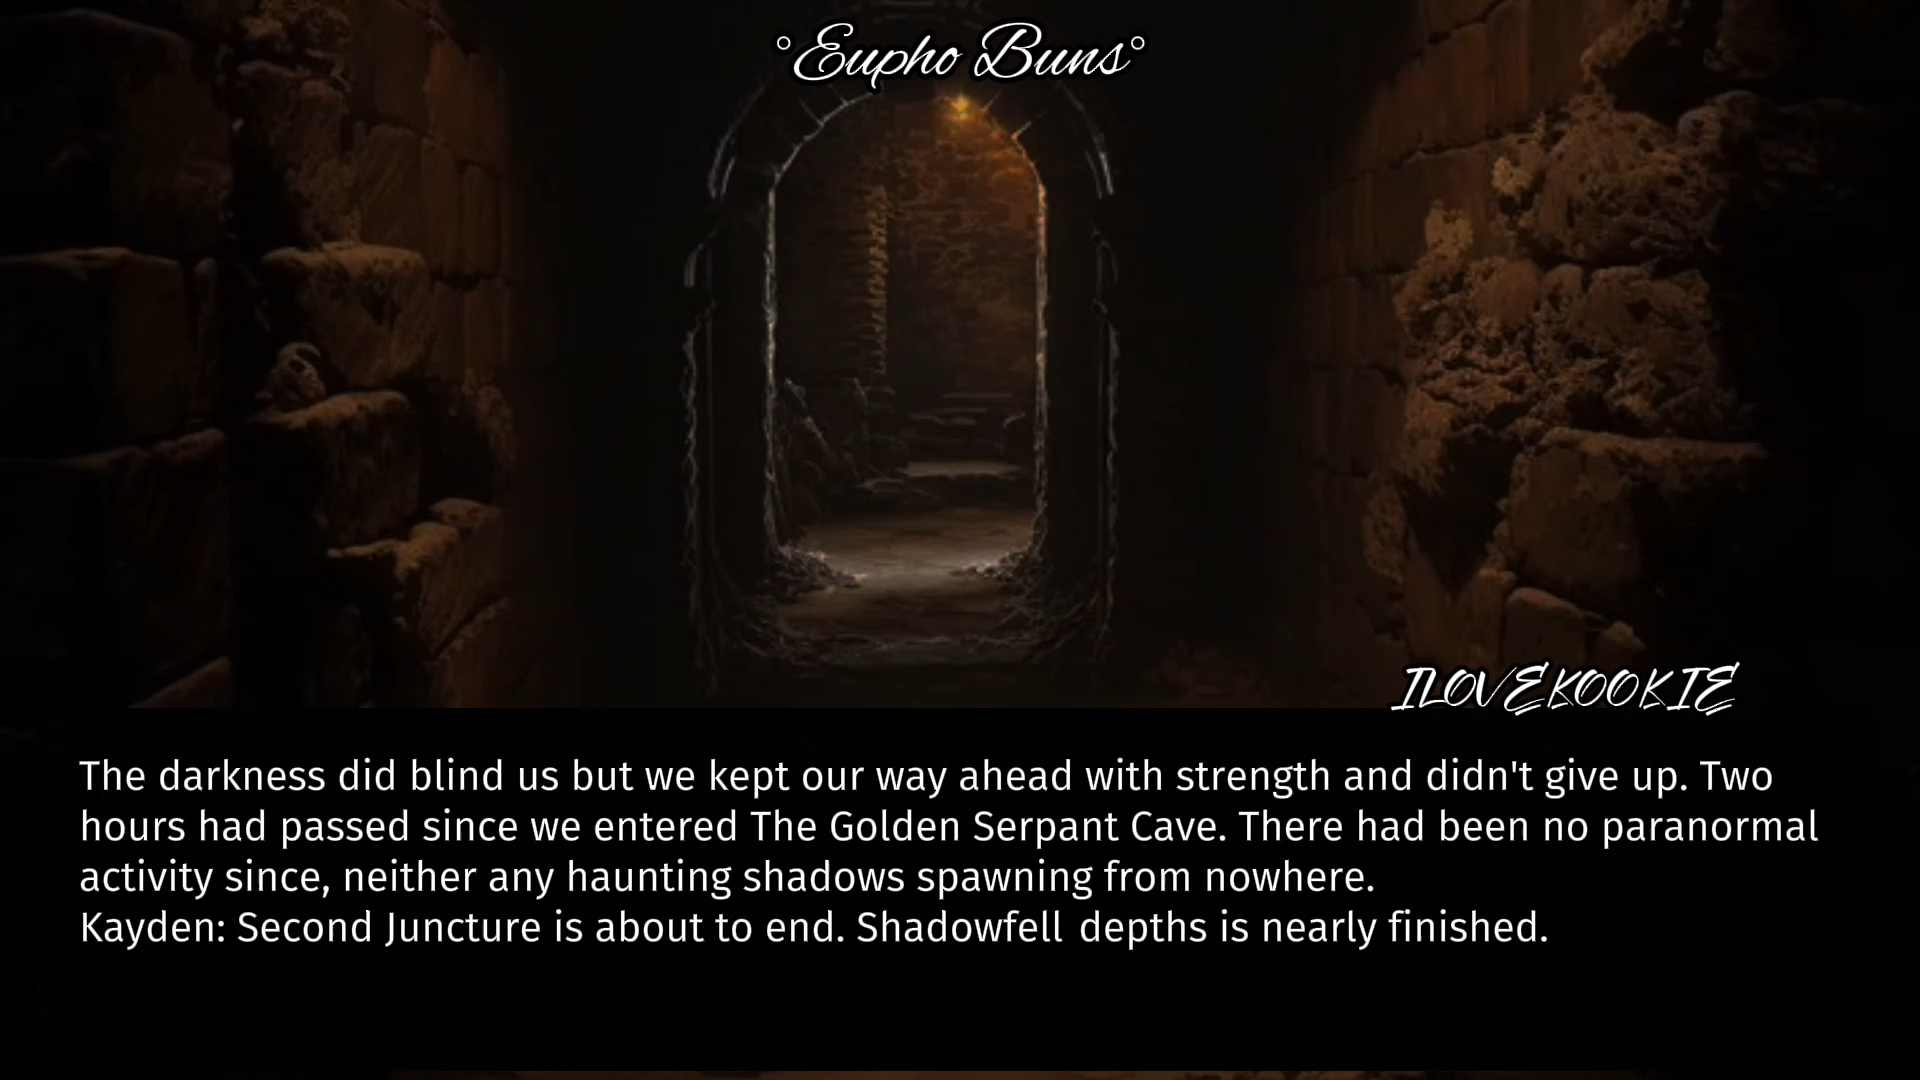 °Eupho Buns°
ILOVEKOOKIE
The darkness did blind us but we kept our way ahead with strength and didn't give up. Two
hours had passed since we entered The Golden Serpant Cave. There had been no paranormal
activity since, neither any haunting shadows spawning from nowhere.
Kayden: Second Juncture is about to end. Shadowfell depths is nearly finished.